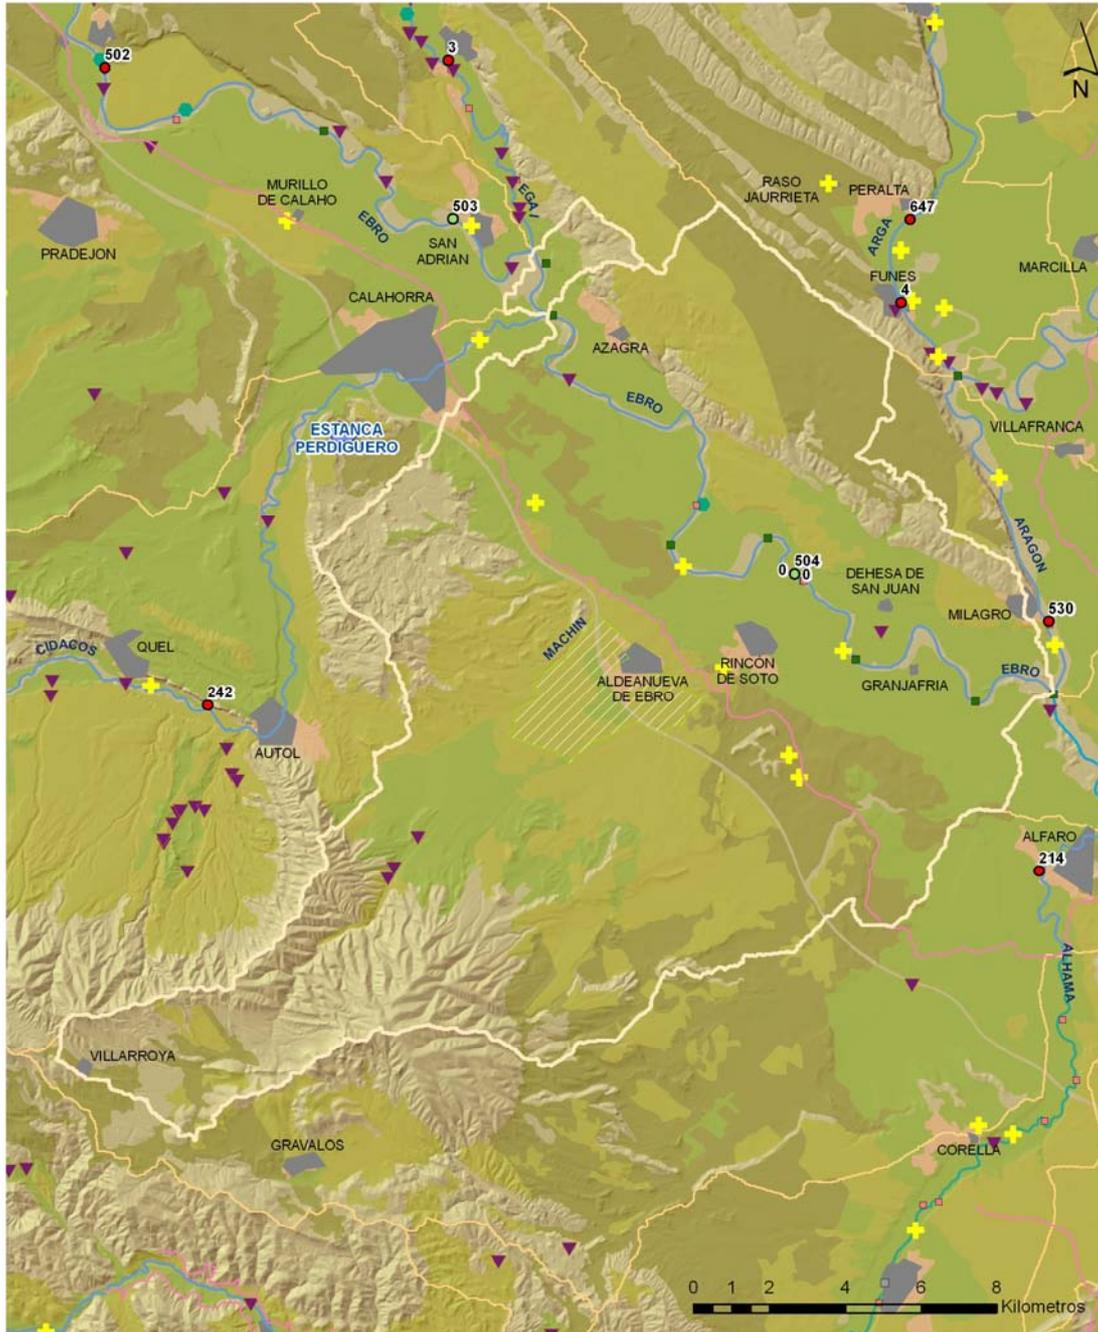 502
3
N
MURILLO
DE CALAHO
503
EBRO
EGA I
SAN
ADRIAN
PRADEJON
RASO
JAURRIETA
PERALTA
647
ARGA
MARCILLA
FUNES
4
CALAHORRA
AZAGRA
EBRO
VILLAFRANCA
ESTANCA
PERDIGUERO
ARAGON
504
0 0
DEHESA DE
SAN JUAN
MILAGRO
530
CIDACOS
QUEL
MACHIN
ALDEANUEVA
DE EBRO
RINCÓN
DE SOTO
GRANJAFRIA
EBRO
242
AUTOL
ALFARO
214
ALHAMA
VILLARROYA
GRAVALOS
CORELLA
0 1 2 4 6 8
Kilometros